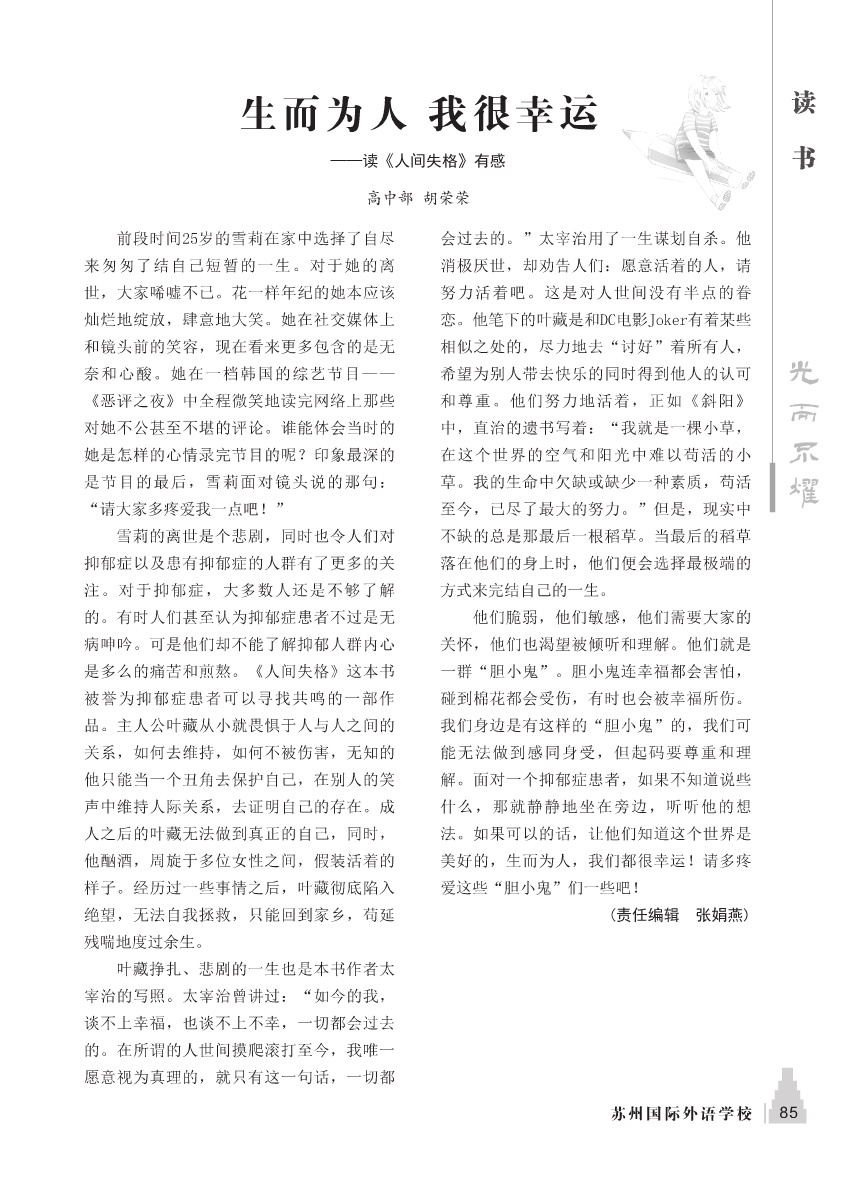 生而为人 我很幸运
——读《人间失格》有感
高中部 胡荣荣
前段时间25岁的雪莉在家中选择了自尽
来匆匆了结自己短暂的一生。对于她的离
世，大家唏嘘不已。花一样年纪的她本应该
灿烂地绽放，肆意地大笑。她在社交媒体上
和镜头前的笑容，现在看来更多包含的是无
奈和心酸。她在一档韩国的综艺节目——
《恶评之夜》中全程微笑地读完网络上那些
对她不公甚至不堪的评论。谁能体会当时的
她是怎样的心情录完节目的呢？印象最深的
是节目的最后，雪莉面对镜头说的那句：
“请大家多疼爱我一点吧！”
雪莉的离世是个悲剧，同时也令人们对
抑郁症以及患有抑郁症的人群有了更多的关
注。对于抑郁症，大多数人还是不够了解
的。有时人们甚至认为抑郁症患者不过是无
病呻吟。可是他们却不能了解抑郁人群内心
是多么的痛苦和煎熬。《人间失格》这本书
被誉为抑郁症患者可以寻找共鸣的一部作
品。主人公叶藏从小就畏惧于人与人之间的
关系，如何去维持，如何不被伤害，无知的
他只能当一个丑角去保护自己，在别人的笑
声中维持人际关系，去证明自己的存在。成
人之后的叶藏无法做到真正的自己，同时，
他酗酒，周旋于多位女性之间，假装活着的
样子。经历过一些事情之后，叶藏彻底陷入
绝望，无法自我拯救，只能回到家乡，苟延
残喘地度过余生。
叶藏挣扎、悲剧的一生也是本书作者太
宰治的写照。太宰治曾讲过：“如今的我，
谈不上幸福，也谈不上不幸，一切都会过去
的。在所谓的人世间摸爬滚打至今，我唯一
愿意视为真理的，就只有这一句话，一切都
会过去的。”太宰治用了一生谋划自杀。他
消极厌世，却劝告人们：愿意活着的人，请
努力活着吧。这是对人世间没有半点的眷
恋。他笔下的叶藏是和DC电影Joker有着某些
相似之处的，尽力地去“讨好”着所有人，
希望为别人带去快乐的同时得到他人的认可
和尊重。他们努力地活着，正如《斜阳》
中，直治的遗书写着：“我就是一棵小草，
在这个世界的空气和阳光中难以苟活的小
草。我的生命中欠缺或缺少一种素质，苟活
至今，已尽了最大的努力。”但是，现实中
不缺的总是那最后一根稻草。当最后的稻草
落在他们的身上时，他们便会选择最极端的
方式来完结自己的一生。
他们脆弱，他们敏感，他们需要大家的
关怀，他们也渴望被倾听和理解。他们就是
一群“胆小鬼”。胆小鬼连幸福都会害怕，
碰到棉花都会受伤，有时也会被幸福所伤。
我们身边是有这样的“胆小鬼”的，我们可
能无法做到感同身受，但起码要尊重和理
解。面对一个抑郁症患者，如果不知道说些
什么，那就静静地坐在旁边，听听他的想
法。如果可以的话，让他们知道这个世界是
美好的，生而为人，我们都很幸运！请多疼
爱这些“胆小鬼”们一些吧！
（责任编辑　张娟燕）
读书
光而不耀
苏州国际外语学校 85